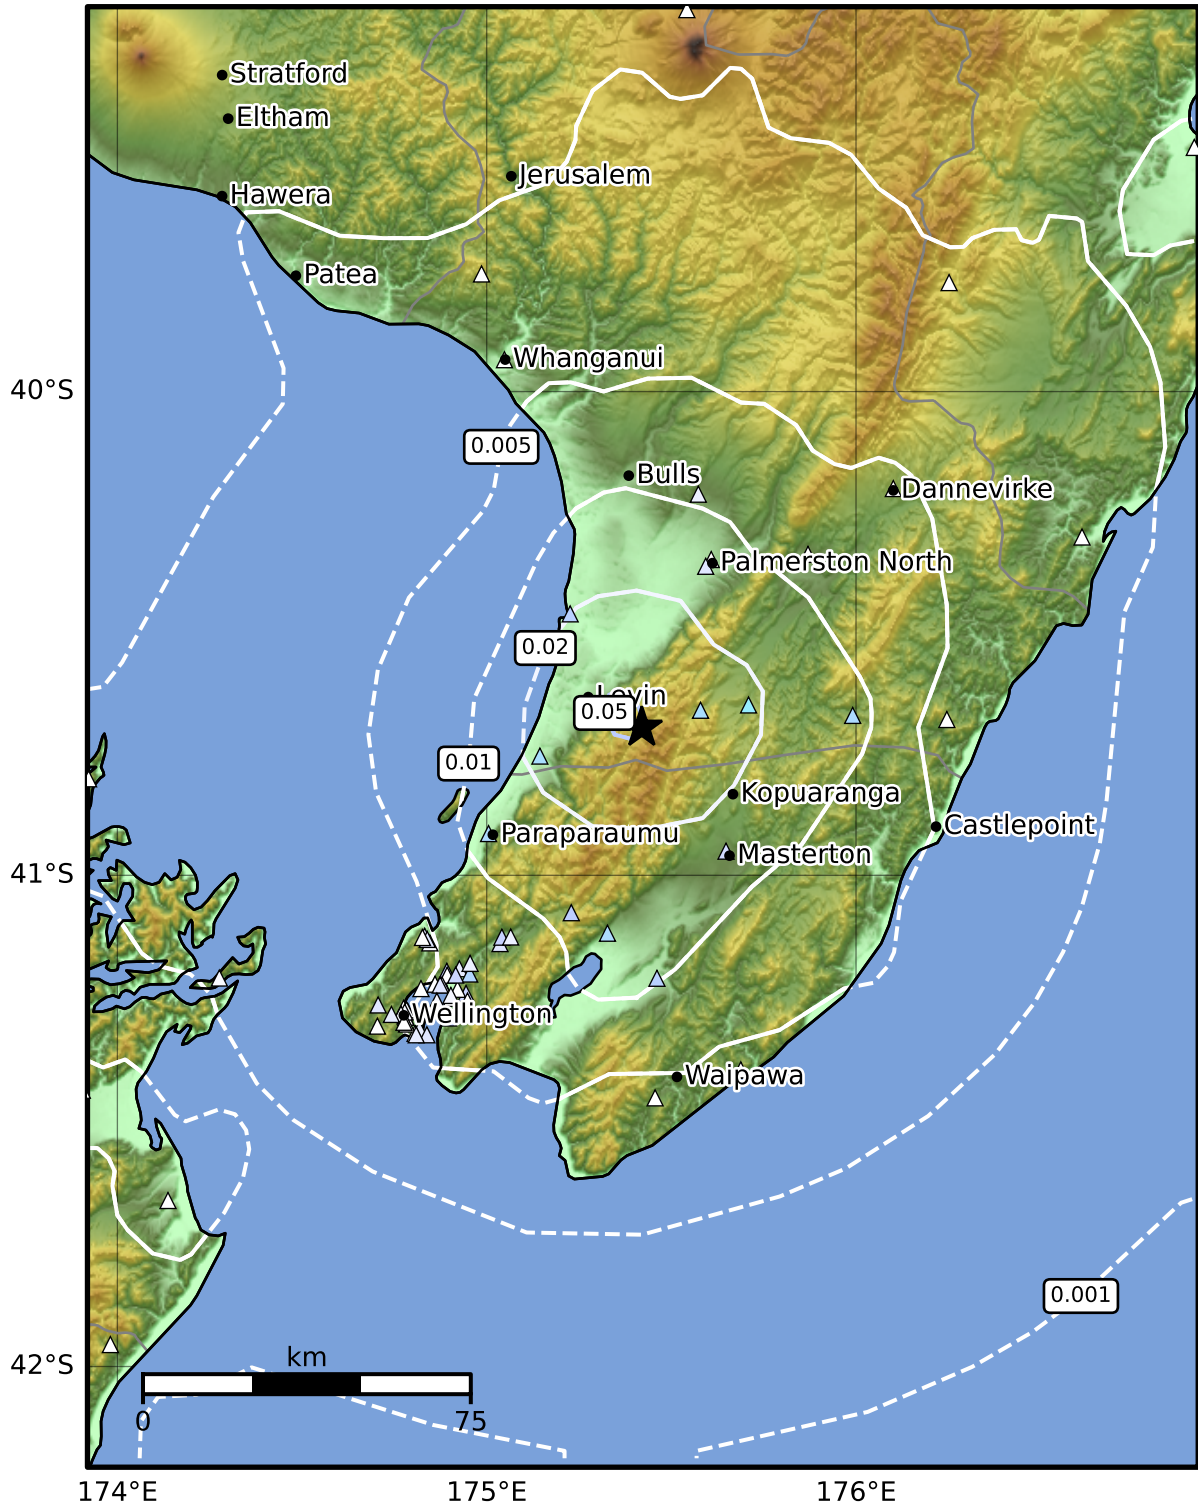 Stratford
Eltham
Jerusalem
Hawera
Patea
Whanganui
40°S
0.005
Bulls
Dannevirke
Palmerston North
0.02
Levin
0.05
0.01
Kopuaranga
Castlepoint
Paraparaumu
Masterton
41°S
Wellington
Waipawa
0.001
42°S
km
0
75
174°E
175°E
176°E